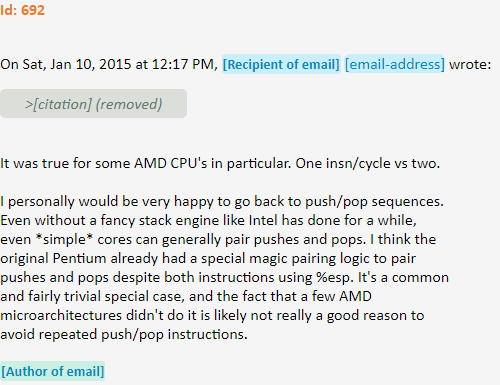 Id: 692
On Sat, Jan 10, 2015 at 12:17 PM, [Recipient of email] [email-address] wrote:
>[citation] (removed)
It was true for some AMD CPU's in particular. One insn/cycle vs two.
I personally would be very happy to go back to push/pop sequences.
Even without a fancy stack engine like Intel has done for a while,
even *simple* cores can generally pair pushes and pops. I think the
original Pentium already had a special magic pairing logic to pair
pushes and pops despite both instructions using %esp. It's a common
and fairly trivial special case, and the fact that a few AMD
microarchitectures didn't do it is likely not really a good reason to
avoid repeated push/pop instructions.
[Author of email]